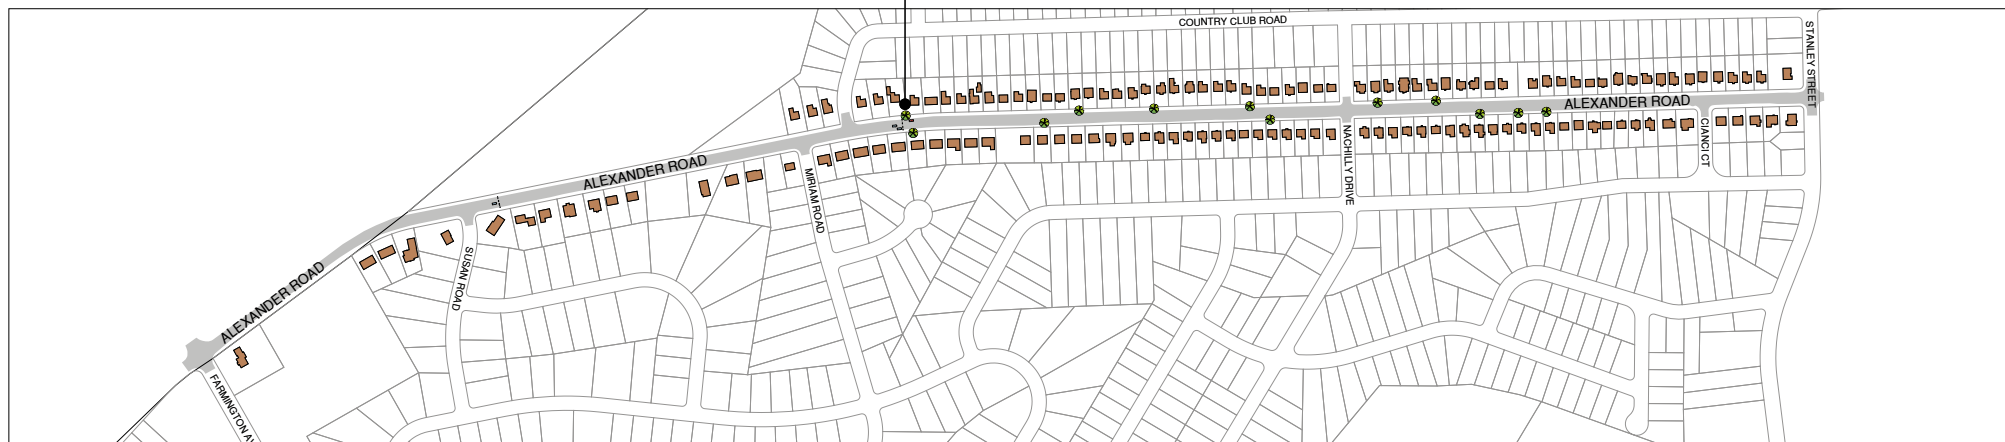 COUNTRY CLUB ROAD
STANLEY STREET
ALEXANDER ROAD
CIANCI CT
NACHILLY DRIVE
ALEXANDER ROAD
MIRIAM ROAD
SUSAN ROAD
ALEXANDER ROAD
FARMINGTON AV